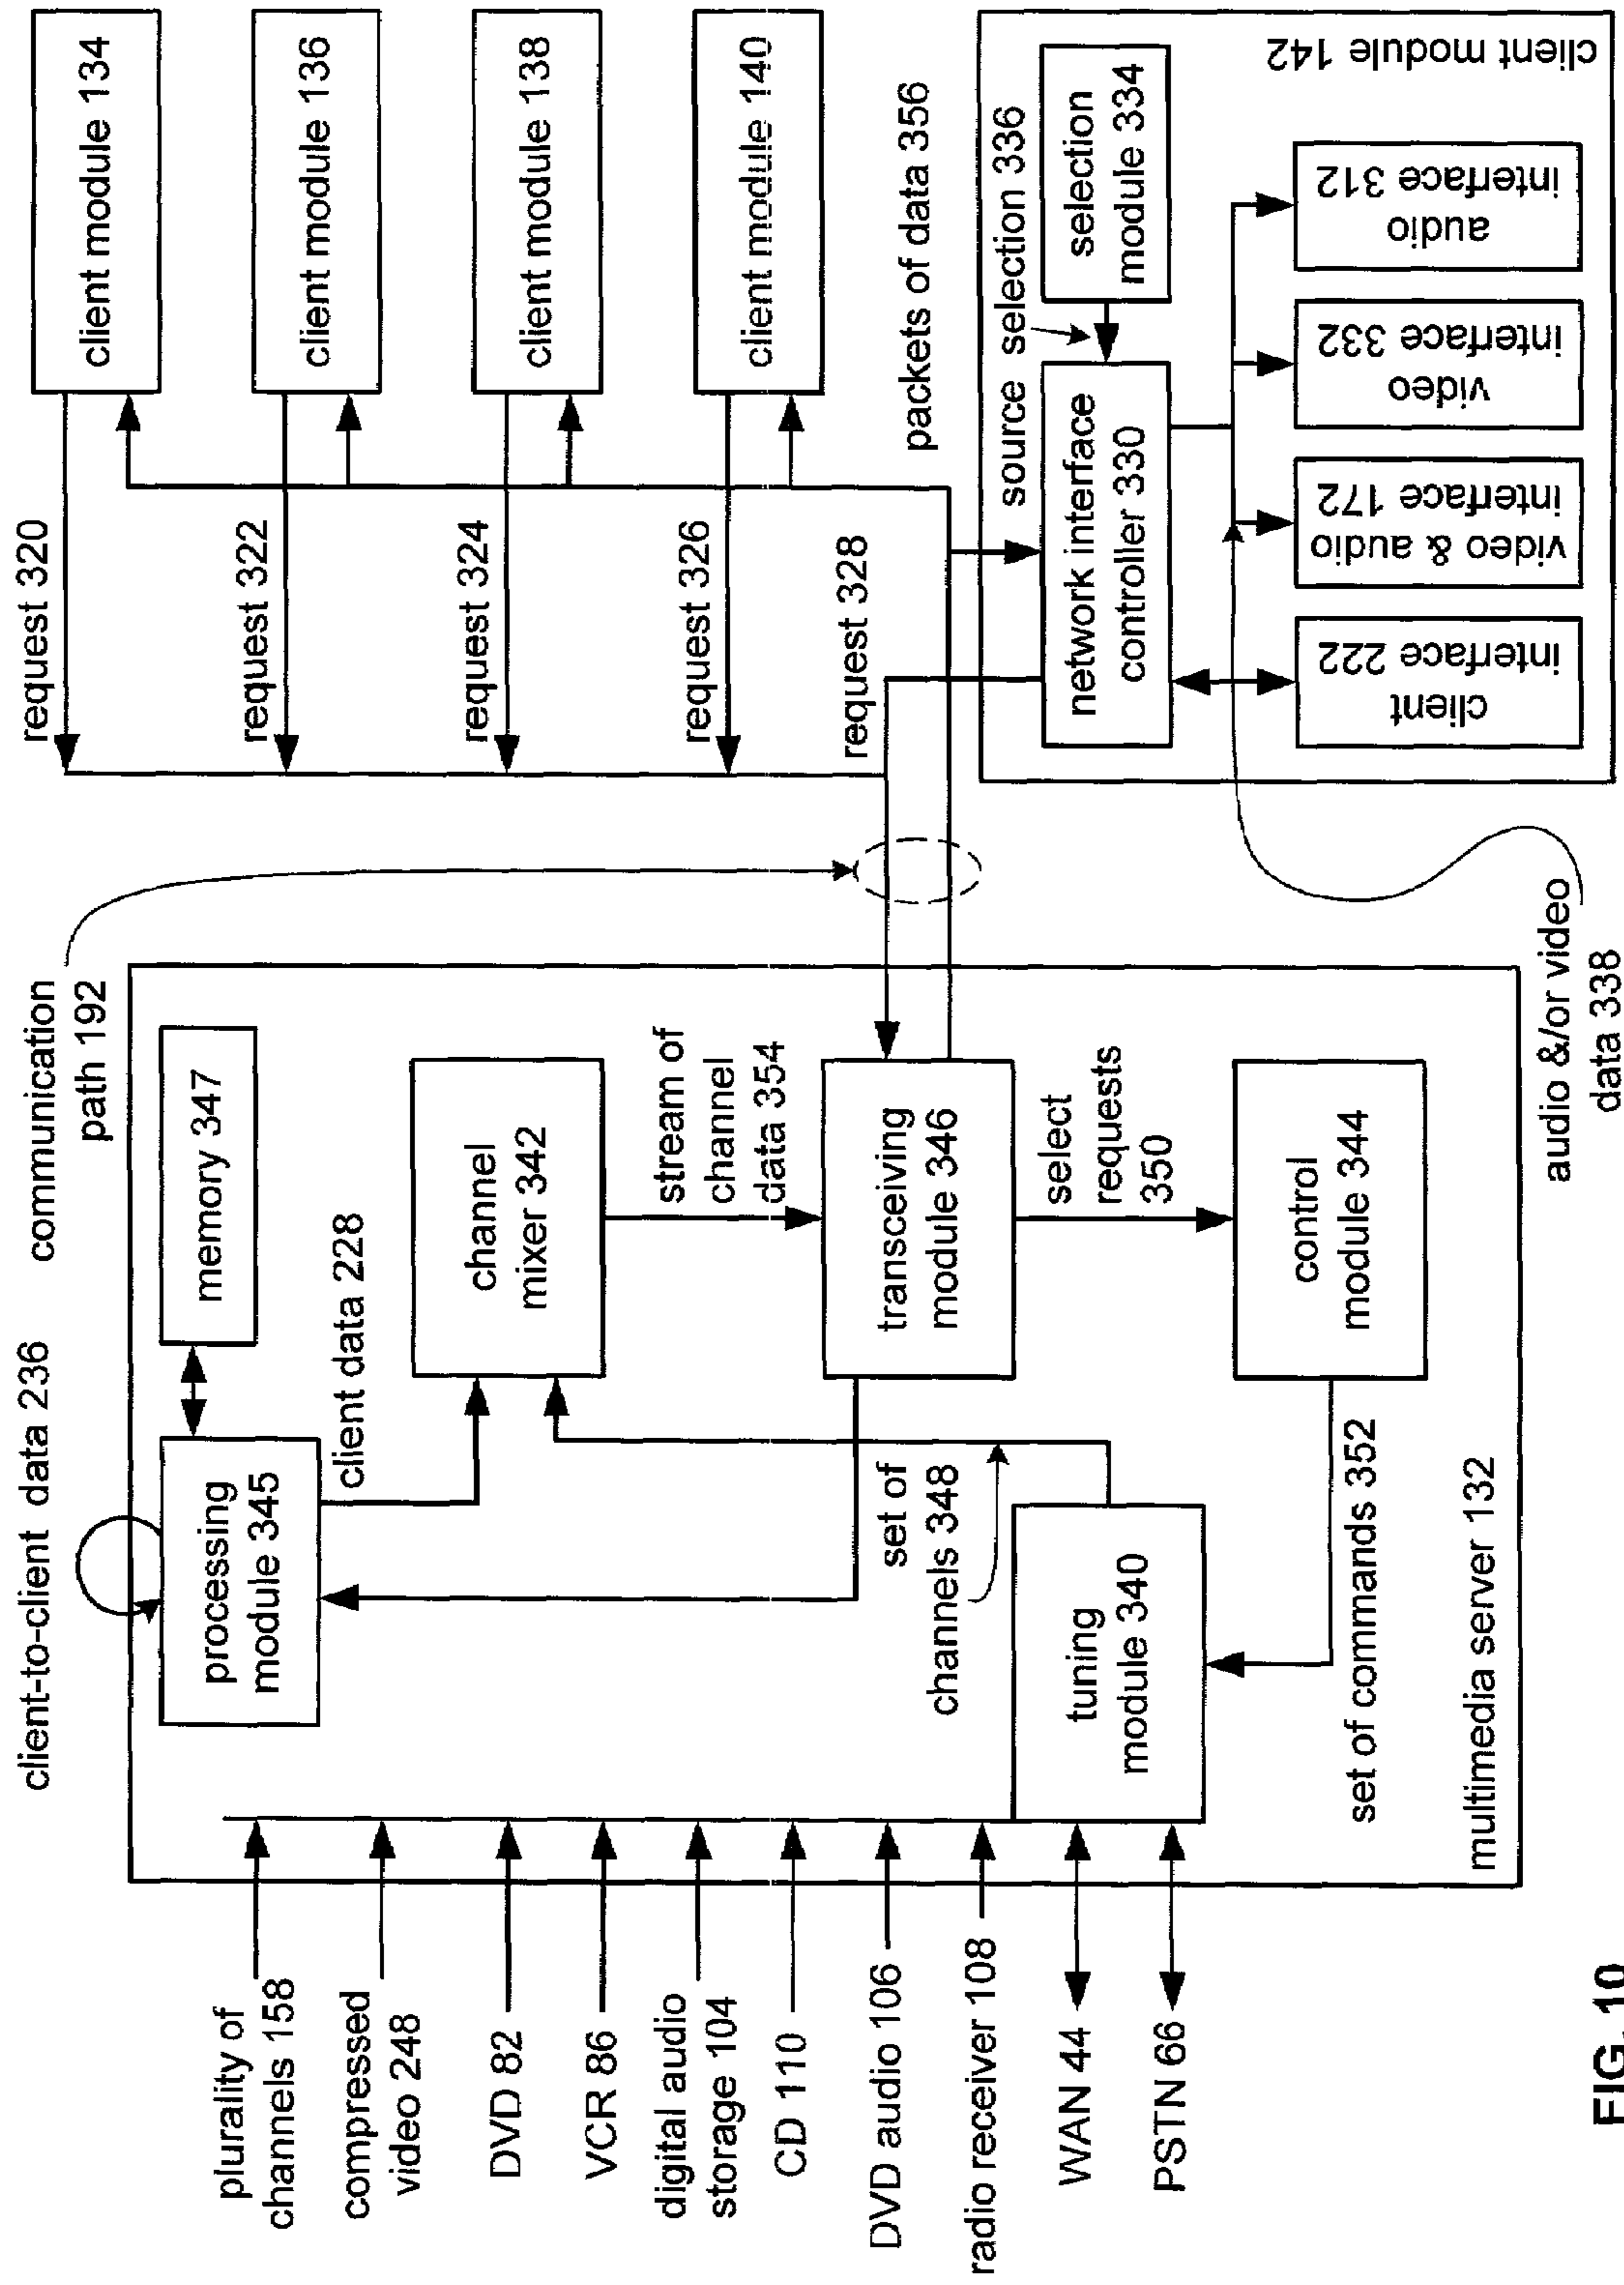 client-to-client data 236
communication
path 192
processing
module 345
memory 347
client data 228
channel
mixer 342
stream of
channel
data 354
transceiving
module 346
select
requests
350
control
module 344
set of
channels 348
tuning
module 340
set of commands 352
multimedia server 132
plurality of
channels 158
compressed
video 248
DVD 82
VCR 86
digital audio
storage 104
CD 110
DVD audio 106
radio receiver 108
WAN 44
PSTN 66
request 320
client module 134
request 322
client module 136
request 324
client module 138
request 326
client module 140
request 328
packets of data 356
source selection 336
network interface
controller 330
selection
module 334
client
interface 222
video & audio
interface 172
video
interface 332
audio
interface 312
client module 142
audio &/or video
data 338
FIG. 10